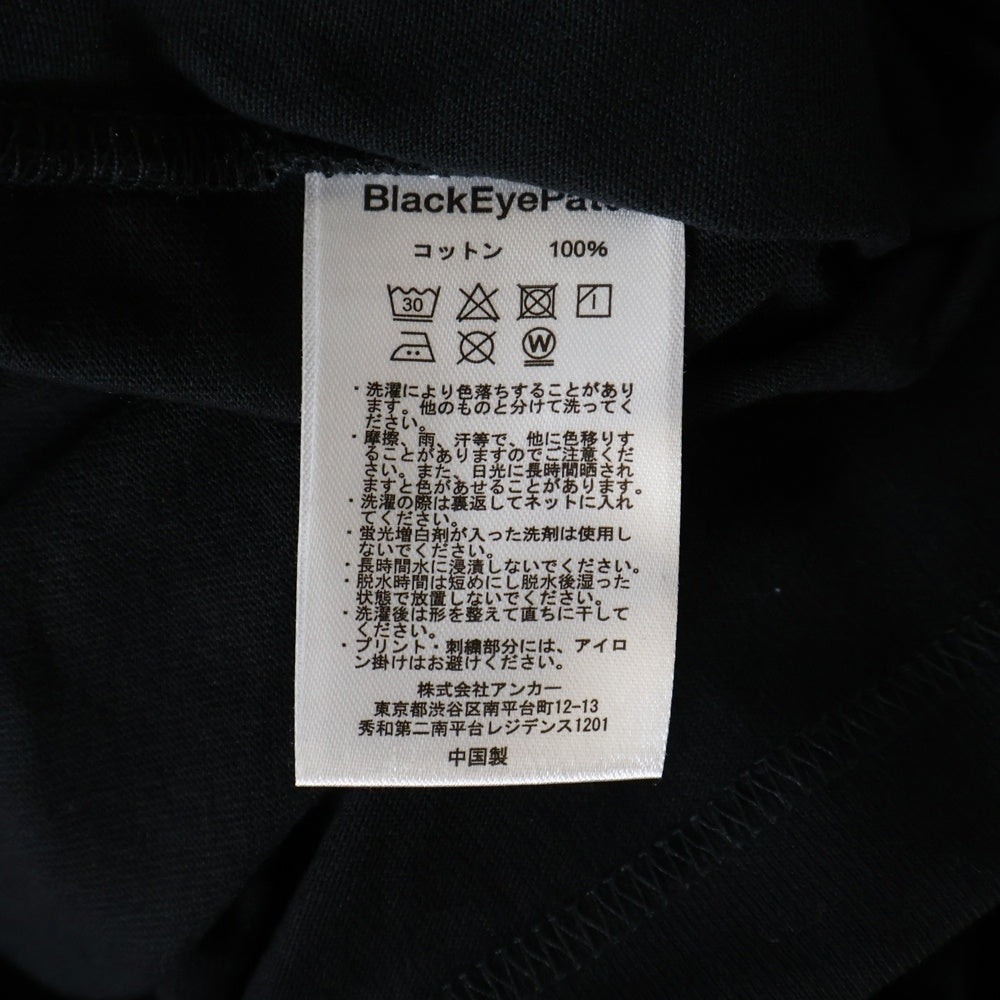 BlackEyePatc
コットン 100%
30
W
・洗濯により色落ちすることがあり
ます。他のものと分けて洗ってく
ださい。
・摩擦、雨、汗等で、他に色移りす
ることがありますのでご注意くだ
さい。また、日光に長時間晒され
ますと色があせることがあります。
・洗濯の際は裏返してネットに入れ
てください。
・蛍光増白剤が入った洗剤は使用し
ないでください。
・長時間水に浸漬しないでください。
・脱水時間は短めにし脱水後湿った
状態で放置しないでください。
・洗濯後は形を整えて直ちに干して
ください。
・プリント・刺繍部分には、アイロ
ン掛けはお避けください。
株式会社アンカー
東京都渋谷区南平台町12-13
秀和第二南平台レジデンス1201
中国製